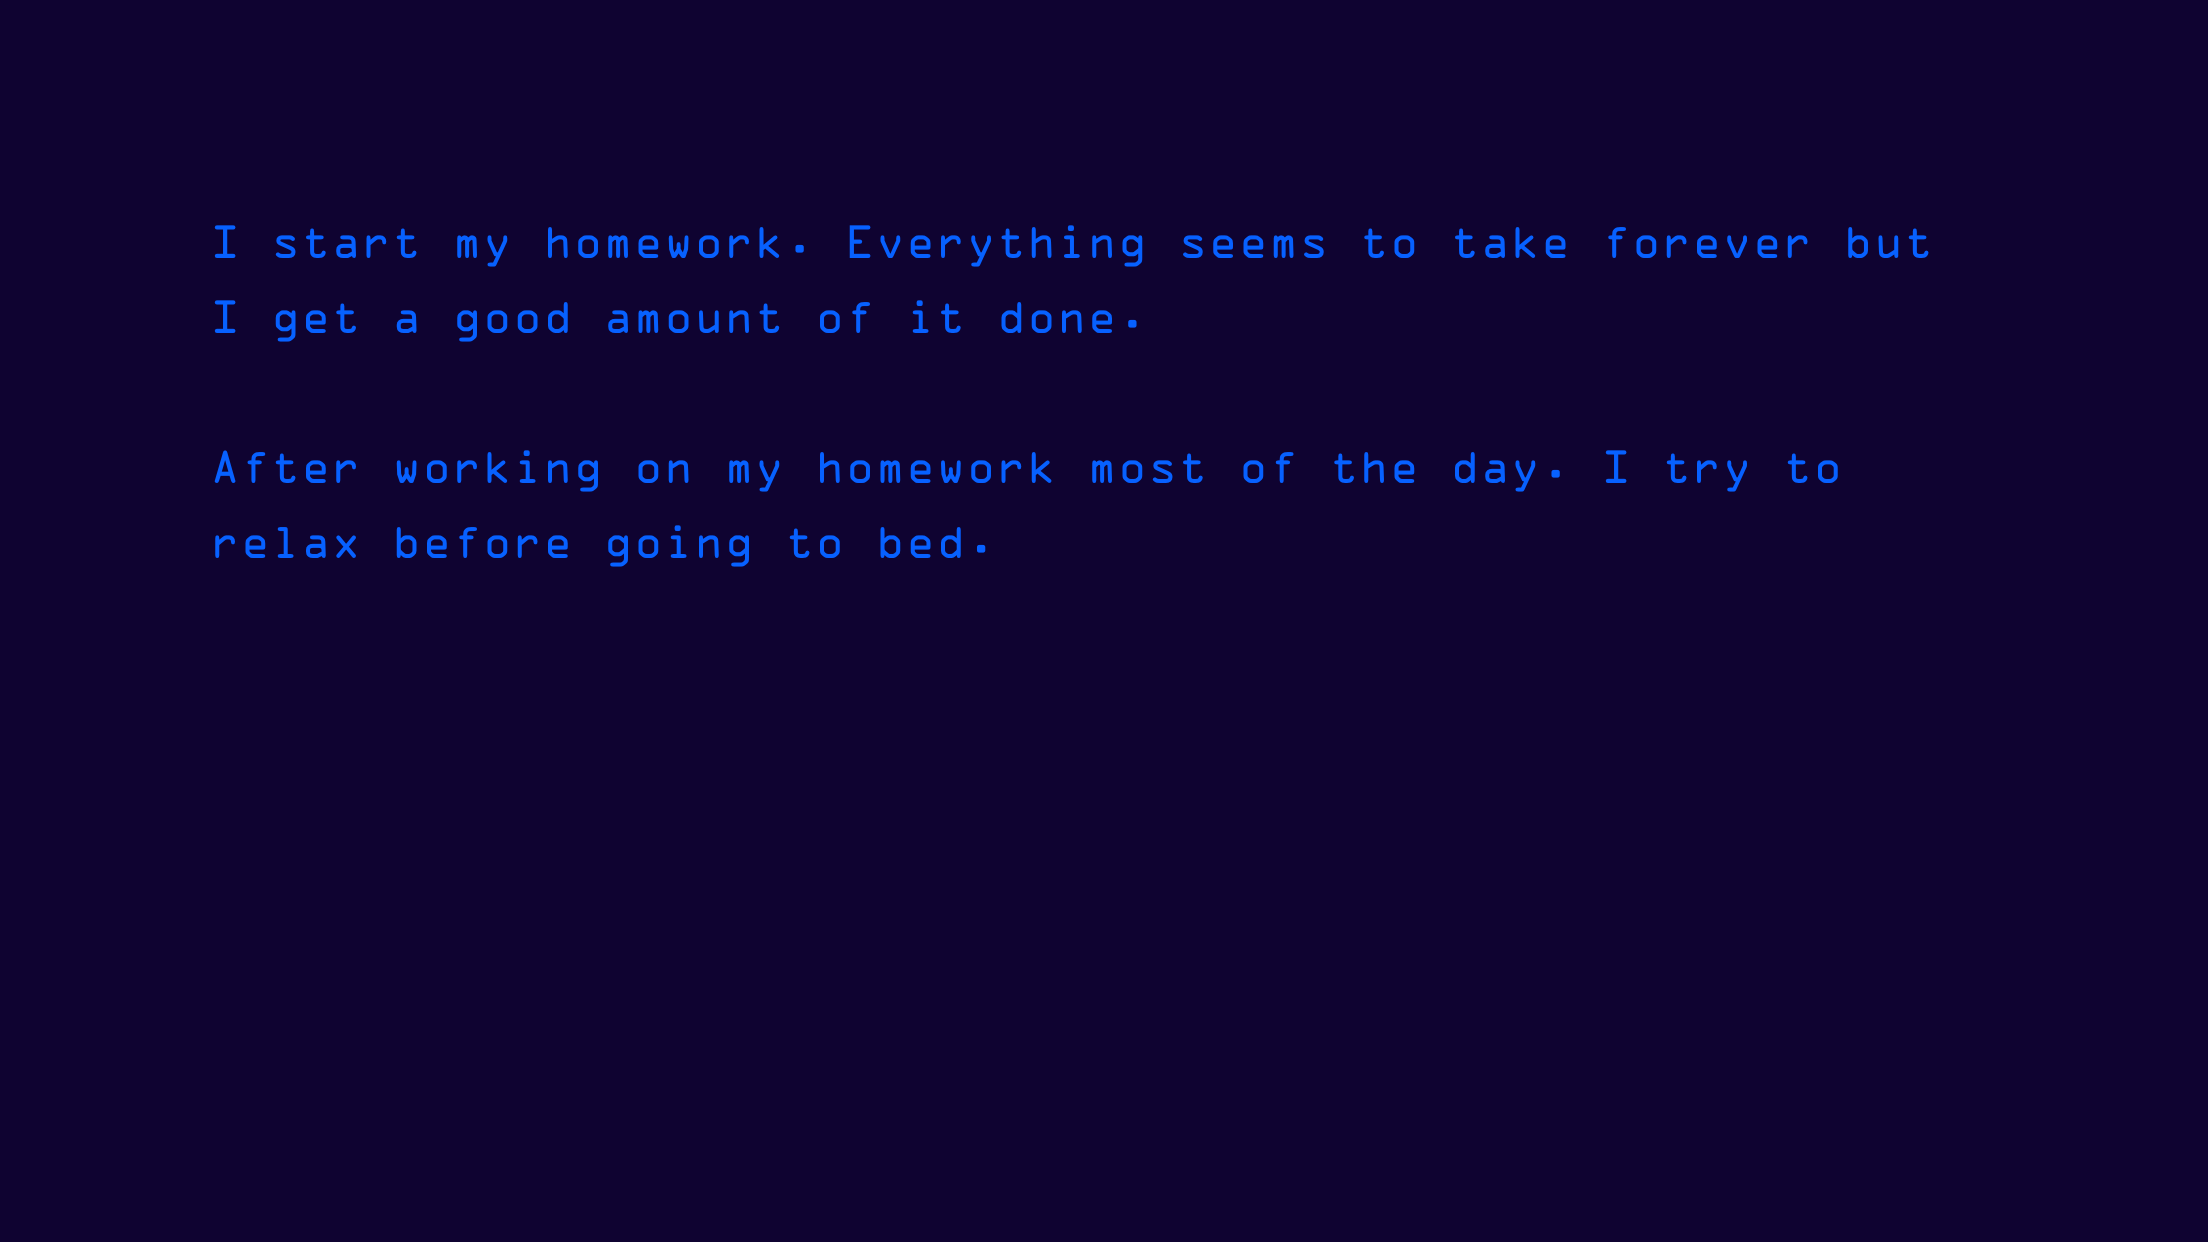 I start my homework. Everything seems to take forever but
I get a good amount of it done.
After working on my homework most of the day. I try to
relax before going to bed.